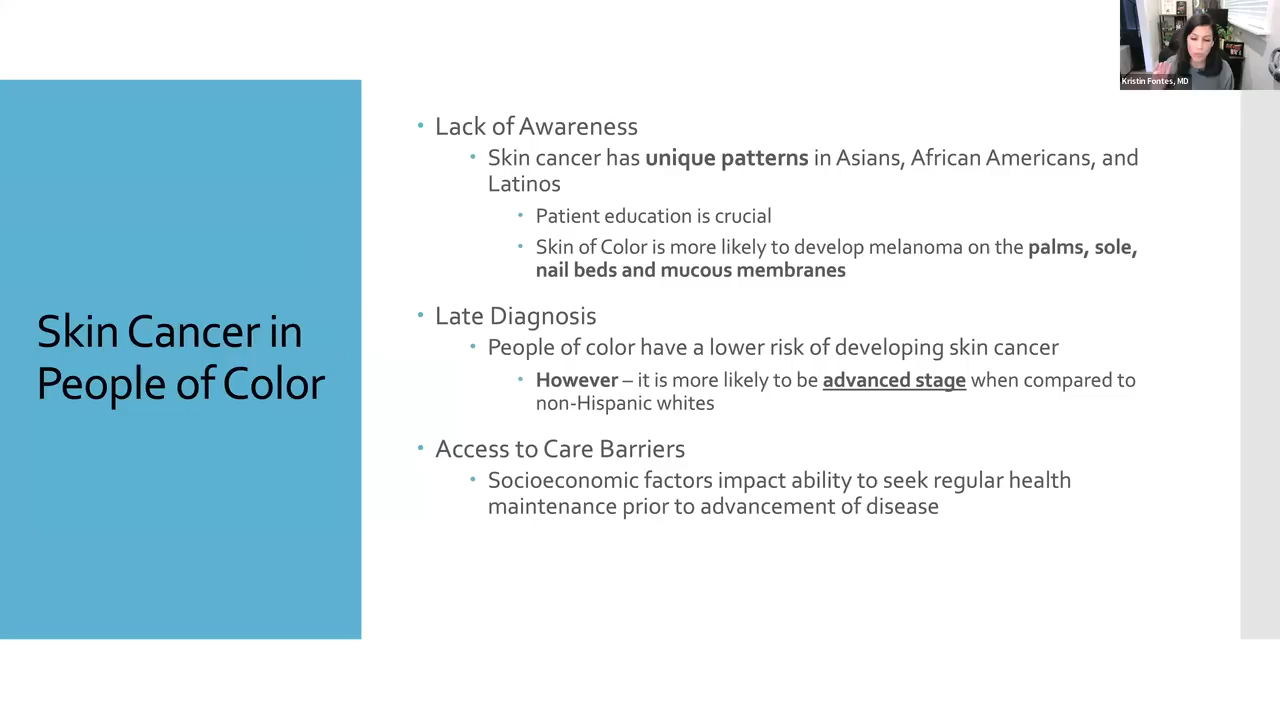 Kristin Fontes, MD
Skin Cancer in
People of Color
• Lack of Awareness
• Skin cancer has unique patterns in Asians, African Americans, and
Latinos
• Patient education is crucial
• Skin of Color is more likely to develop melanoma on the palms, sole,
nail beds and mucous membranes
• Late Diagnosis
• People of color have a lower risk of developing skin cancer
• However – it is more likely to be advanced stage when compared to
non-Hispanic whites
• Access to Care Barriers
• Socioeconomic factors impact ability to seek regular health
maintenance prior to advancement of disease